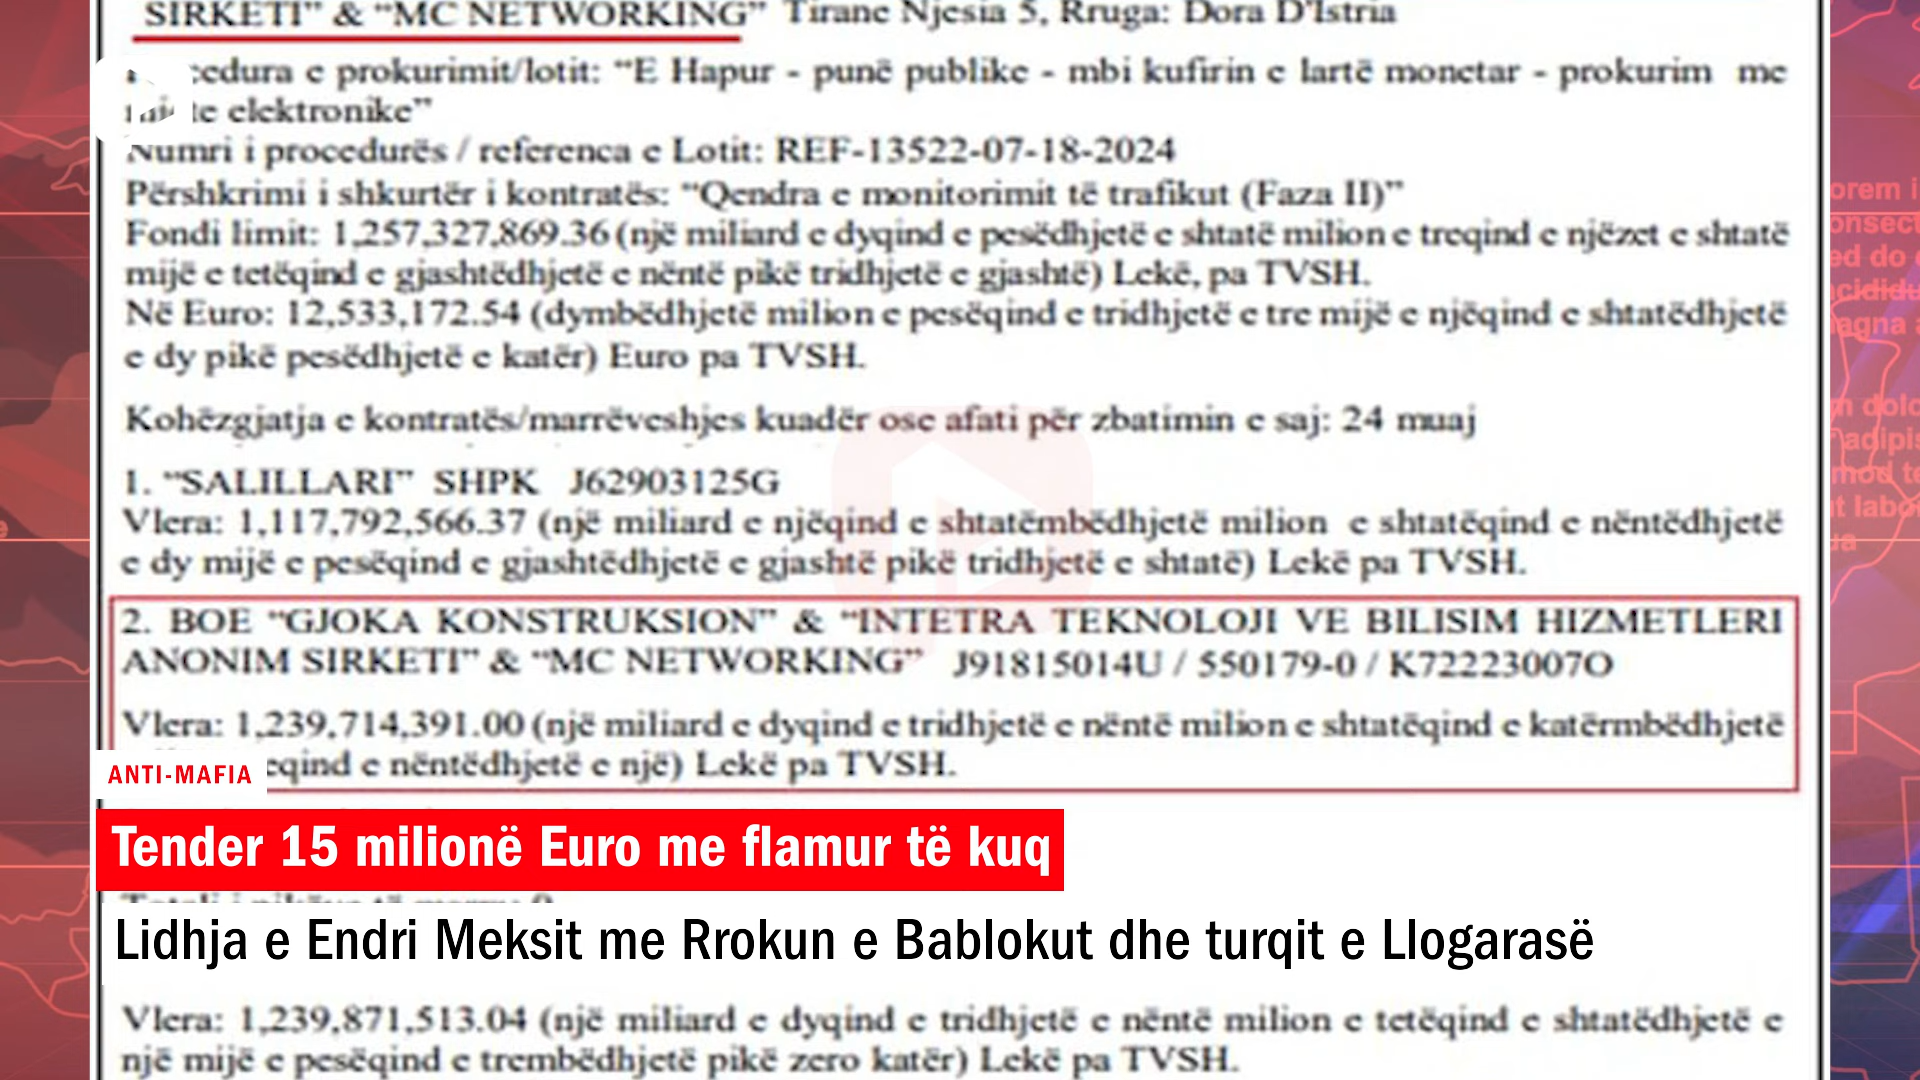 SIRKETI” & “MC NETWORKING” Tiranë Njësia 5, Rruga: Dora D'Istria
cedura e prokurimit/lotit: “E Hapur - punë publike - mbi kufirin e lartë monetar - prokurim me
elektronike”
Numri i procedurës / referenca e Lotit: REF-13522-07-18-2024
Përshkrimi i shkurtër i kontratës: “Qendra e monitorimit të trafikut (Faza II)”
Fondi limit: 1,257,327,869.36 (një miliard e dyqind e pesëdhjetë e shtatë milion e treqind e njëzet e shtatë
mijë e tetëqind e gjashtëdhjetë e nëntë pikë tridhjetë e gjashtë) Lekë, pa TVSH.
Në Euro: 12,533,172.54 (dymbëdhjetë milion e pesëqind e tridhjetë e tre mijë e njëqind e shtatëdhjetë
e dy pikë pesëdhjetë e katër) Euro pa TVSH.
Kohëzgjatja e kontratës/marrëveshjes kuadër ose afati për zbatimin e saj: 24 muaj
1. “SALILLARI” SHPK J62903125G
Vlera: 1,117,792,566.37 (një miliard e njëqind e shtatëmbëdhjetë milion e shtatëqind e nëntëdhjetë
e dy mijë e pesëqind e gjashtëdhjetë e gjashtë pikë tridhjetë e shtatë) Lekë pa TVSH.
2. BOE “GJOKA KONSTRUKSION” & “INTETRA TEKNOLOJI VE BILISIM HIZMETLERI
ANONIM SIRKETI” & “MC NETWORKING” J91815014U / 550179-0 / K72223007O
Vlera: 1,239,714,391.00 (një miliard e dyqind e tridhjetë e nëntë milion e shtatëqind e katërmbëdhjetë
eqind e nëntëdhjetë e një) Lekë pa TVSH.
ANTI-MAFIA
Tender 15 milionë Euro me flamur të kuq
Lidhja e Endri Meksit me Rrokun e Bablokut dhe turqit e Llogarasë
Vlera: 1,239,871,513.04 (një miliard e dyqind e tridhjetë e nëntë milion e tetëqind e shtatëdhjetë e
një mijë e pesëqind e trembëdhjetë pikë zero katër) Lekë pa TVSH.